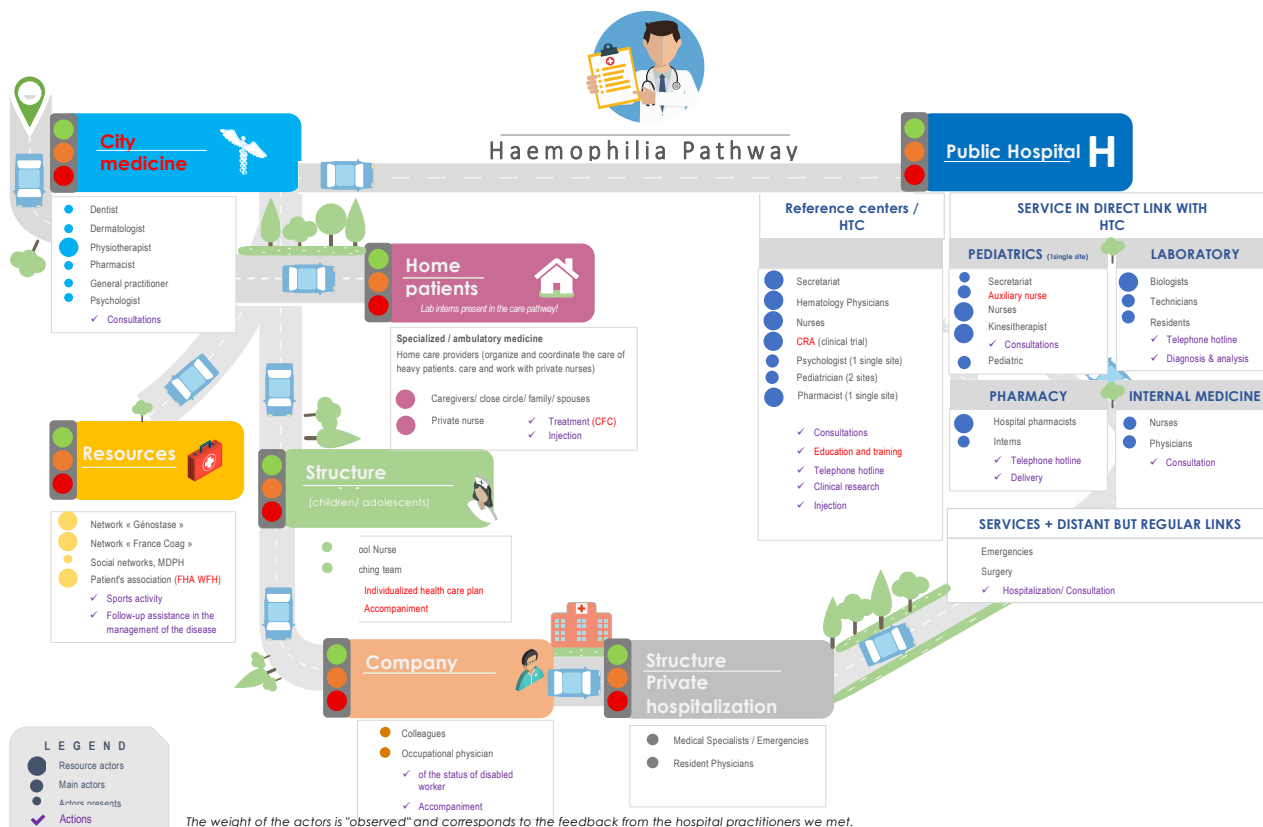 Haemophilia Pathway
City
medicine
Dentist
Dermatologist
Physiotherapist
Pharmacist
General practitioner
Psychologist
✓ Consultations
Home
patients
Lab interns present in the care pathway!
Specialized / ambulatory medicine
Home care providers (organize and coordinate the care of
heavy patients. care and work with private nurses)
Caregivers/ close circle/ family/ spouses
Private nurse
✓ Treatment (CFC)
✓ Injection
Resources
Network « Génostase »
Network « France Coag »
Social networks, MDPH
Patient's association (FHA WFH)
✓ Sports activity
✓ Follow-up assistance in the
management of the disease
Structure
(children/ adolescents)
ool Nurse
ching team
Individualized health care plan
Accompaniment
Company
Colleagues
Occupational physician
✓ of the status of disabled
worker
✓ Accompaniment
Structure
Private
hospitalization
Medical Specialists / Emergencies
Resident Physicians
Public Hospital H
Reference centers /
HTC
Secretariat
Hematology Physicians
Nurses
CRA (clinical trial)
Psychologist (1 single site)
Pediatrician (2 sites)
Pharmacist (1 single site)
✓ Consultations
✓ Education and training
✓ Telephone hotline
✓ Clinical research
✓ Injection
SERVICE IN DIRECT LINK WITH
HTC
PEDIATRICS (1single site)
Secretariat
Auxiliary nurse
Nurses
Kinesitherapist
✓ Consultations
Pediatric
LABORATORY
Biologists
Technicians
Residents
✓ Telephone hotline
✓ Diagnosis & analysis
PHARMACY
Hospital pharmacists
Interns
✓ Telephone hotline
✓ Delivery
INTERNAL MEDICINE
Nurses
Physicians
✓ Consultation
SERVICES + DISTANT BUT REGULAR LINKS
Emergencies
Surgery
✓ Hospitalization/ Consultation
LEGEND
Resource actors
Main actors
Actors presents
✓ Actions
The weight of the actors is "observed" and corresponds to the feedback from the hospital practitioners we met.